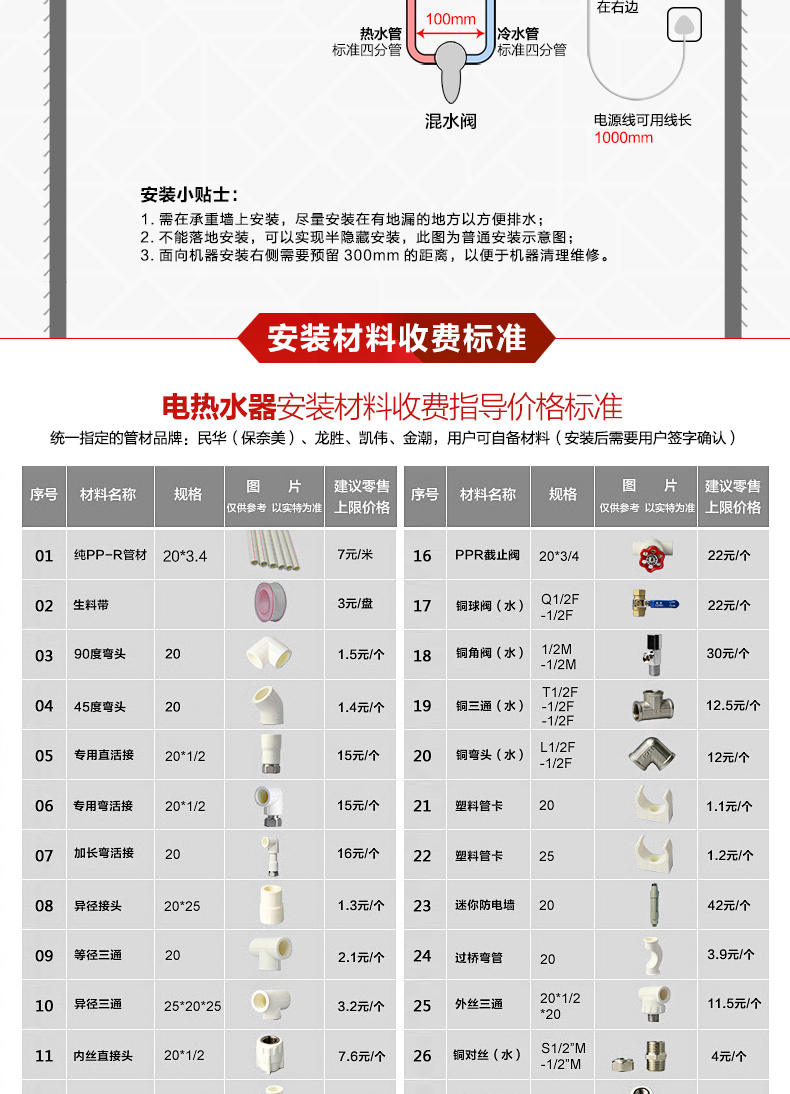 在右边
100mm
热水管
标准四分管
冷水管
标准四分管
混水阀
电源线可用线长
1000mm
安装小贴士：
1. 需在承重墙上安装，尽量安装在有地漏的地方以方便排水；
2. 不能落地安装，可以实现半隐藏安装，此图为普通安装示意图；
3. 面向机器安装右侧需要预留 300mm 的距离，以便于机器清理维修。
安装材料收费标准
电热水器安装材料收费指导价格标准
统一指定的管材品牌：民华（保奈美）、龙胜、凯伟、金潮，用户可自备材料（安装后需要用户签字确认）
序号 材料名称 规格 图 片 仅供参考 以实特为准 建议零售上限价格
01 纯PP-R管材 20*3.4 7元/米
02 生料带 3元/盘
03 90度弯头 20 1.5元/个
04 45度弯头 20 1.4元/个
05 专用直活接 20*1/2 15元/个
06 专用弯活接 20*1/2 15元/个
07 加长弯活接 20 16元/个
08 异径接头 20*25 1.3元/个
09 等径三通 20 2.1元/个
10 异径三通 25*20*25 3.2元/个
11 内丝直接头 20*1/2 7.6元/个
序号 材料名称 规格 图 片 仅供参考 以实特为准 建议零售上限价格
16 PPR截止阀 20*3/4 22元/个
17 铜球阀（水） Q1/2F-1/2F 22元/个
18 铜角阀（水） 1/2M-1/2M 30元/个
19 铜三通（水） T1/2F-1/2F-1/2F 12.5元/个
20 铜弯头（水） L1/2F-1/2F 12元/个
21 塑料管卡 20 1.1元/个
22 塑料管卡 25 1.2元/个
23 迷你防电墙 20 42元/个
24 过桥弯管 20 3.9元/个
25 外丝三通 20*1/2*20 11.5元/个
26 铜对丝（水） S1/2”M-1/2”M 4元/个